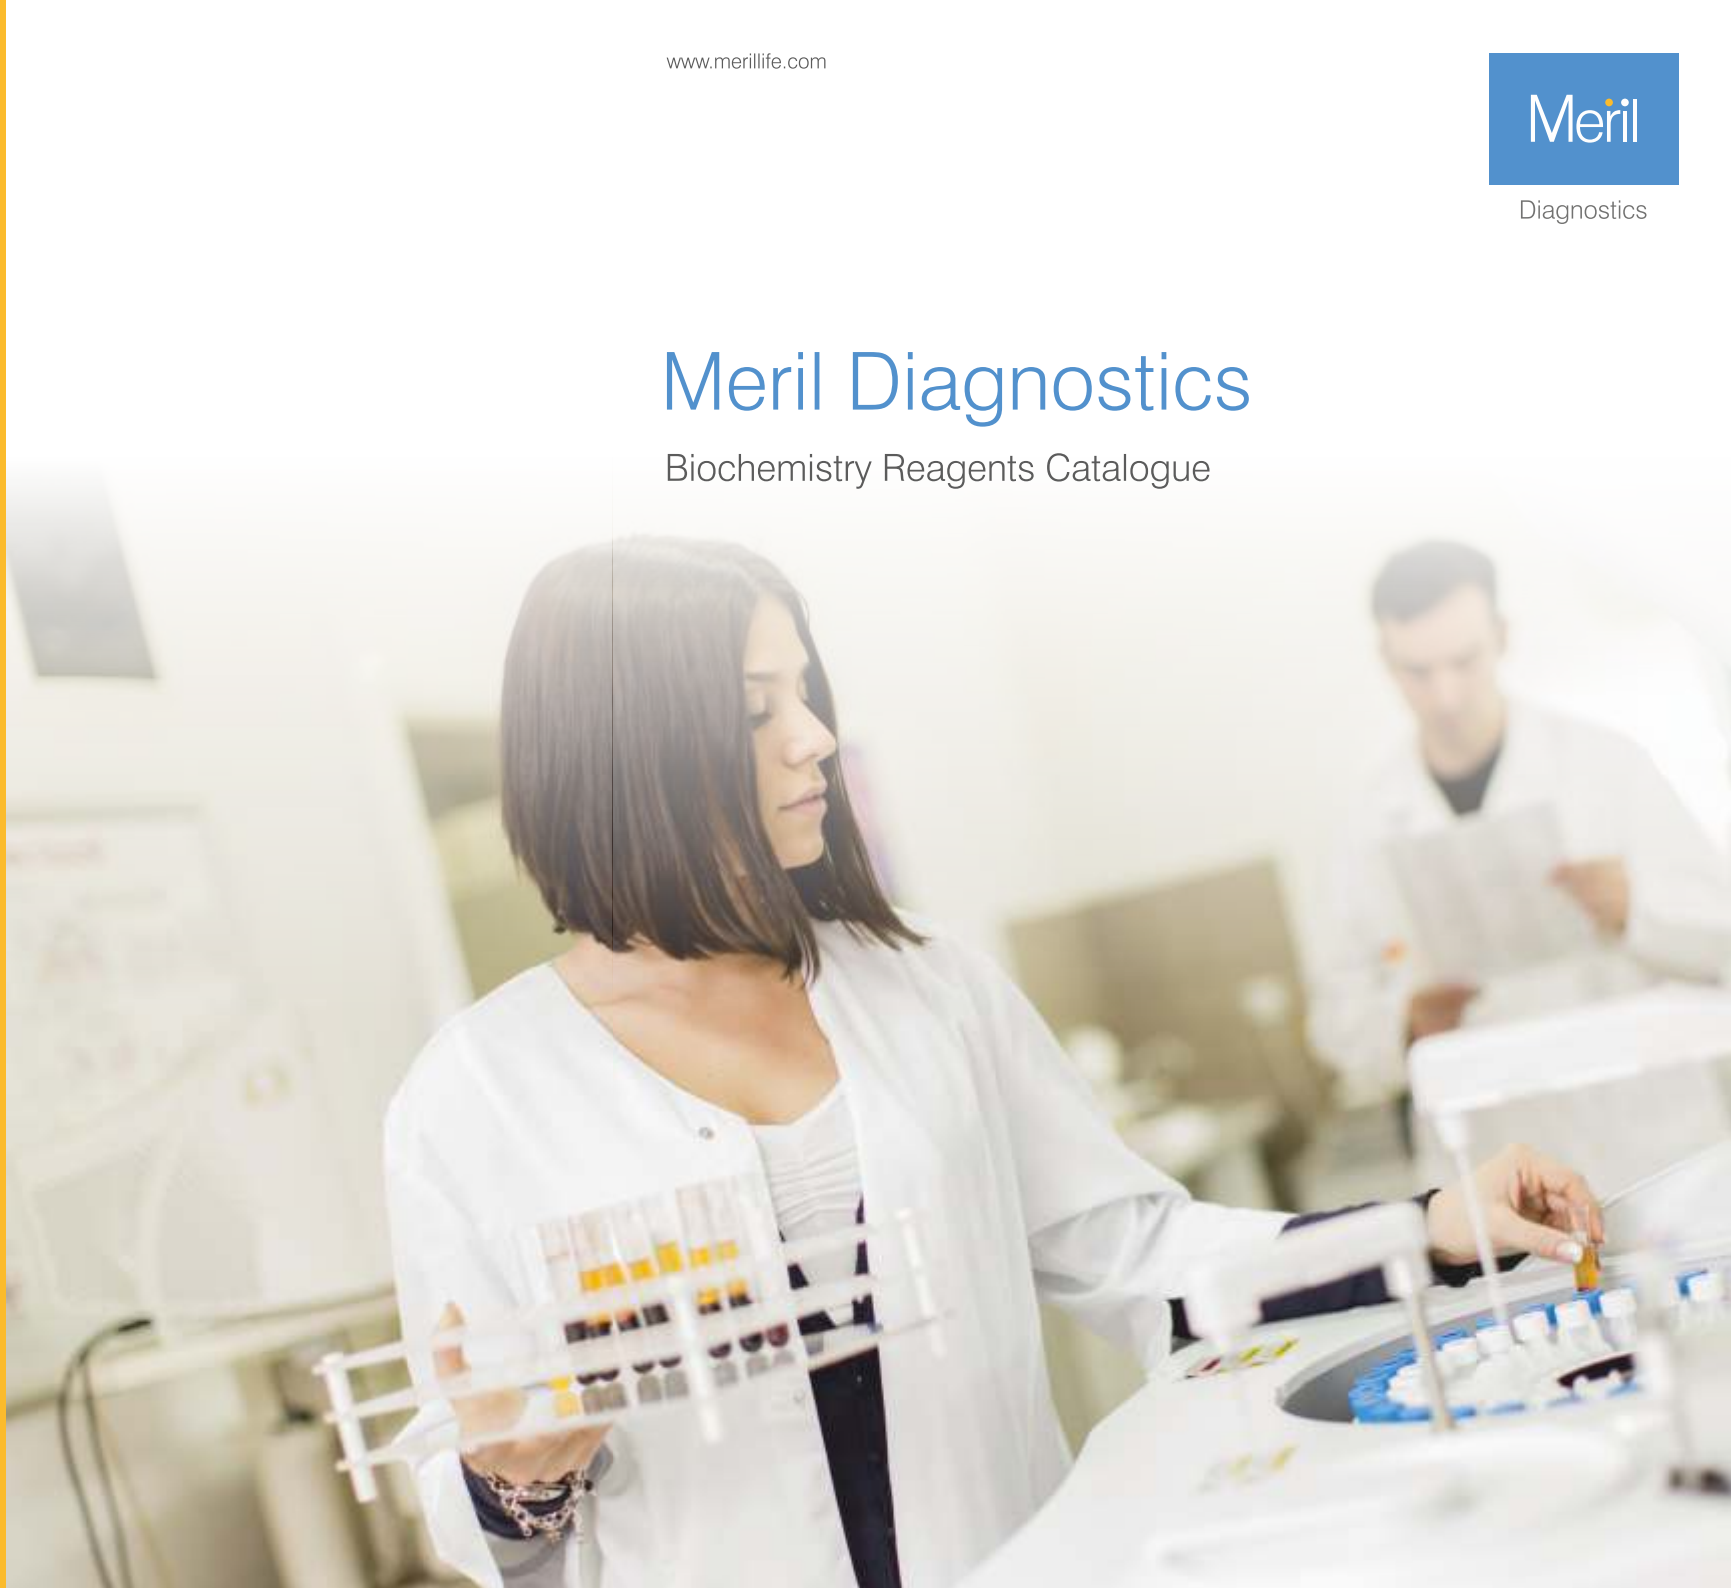 www.merillife.com
Meril
Diagnostics
Meril Diagnostics
Biochemistry Reagents Catalogue